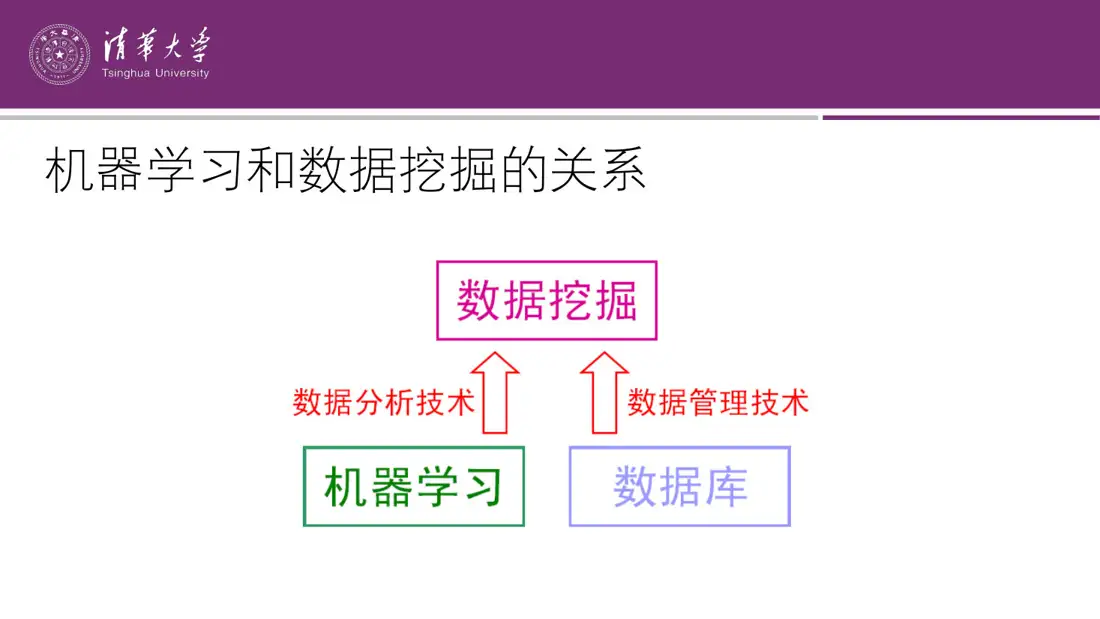 清华大学
Tsinghua University
机器学习和数据挖掘的关系
数据挖掘
数据分析技术
数据管理技术
机器学习
数据库